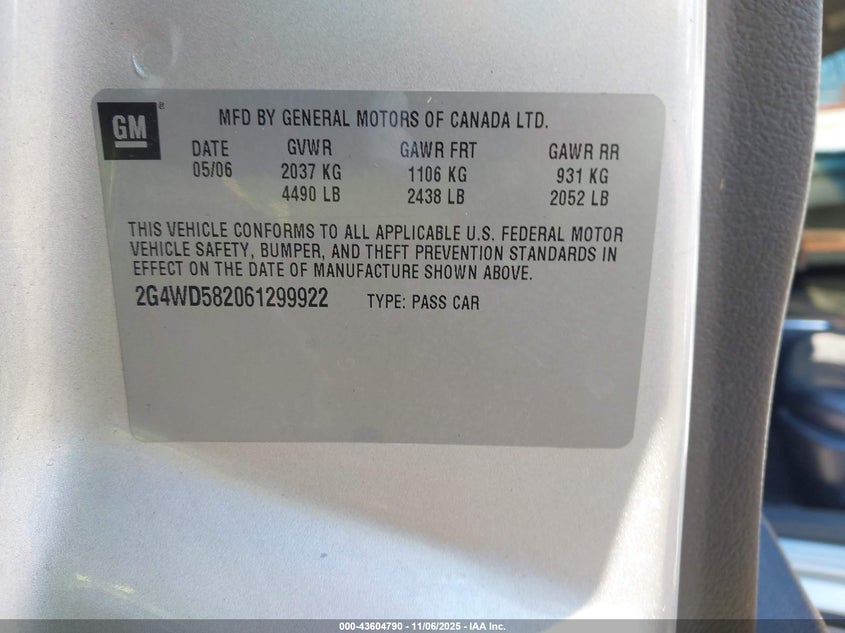 GM
MFD BY GENERAL MOTORS OF CANADA LTD.
DATE GVWR GAWR FRT GAWR RR
05/06 2037 KG 1106 KG 931 KG
4490 LB 2438 LB 2052 LB
THIS VEHICLE CONFORMS TO ALL APPLICABLE U.S. FEDERAL MOTOR
VEHICLE SAFETY, BUMPER, AND THEFT PREVENTION STANDARDS IN
EFFECT ON THE DATE OF MANUFACTURE SHOWN ABOVE.
2G4WD582061299922 TYPE: PASS CAR
000-43604790 - 11/06/2025 - IAA Inc.